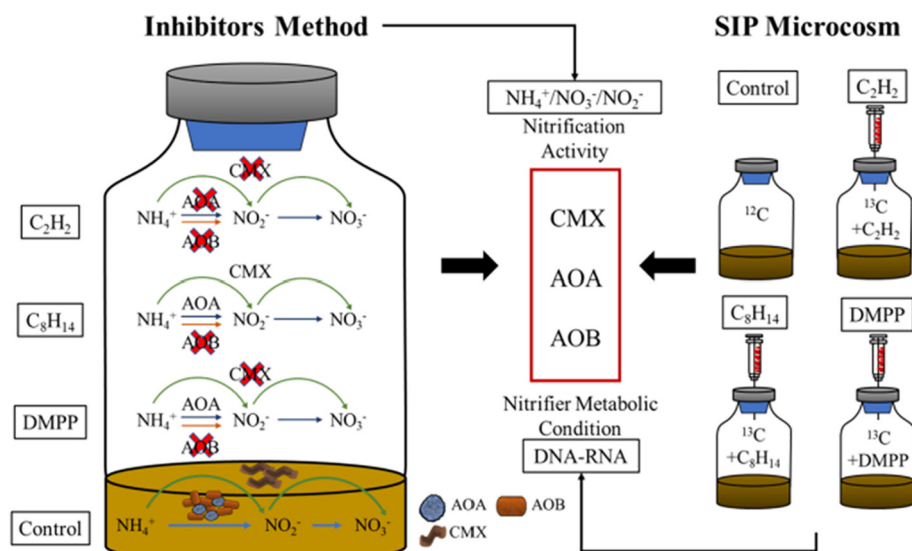 Inhibitors Method
SIP Microcosm
NH₄⁺/NO₃⁻/NO₂⁻
Nitrification
Activity
CMX
AOA
AOB
Nitrifier Metabolic
Condition
DNA-RNA
C₂H₂
CMX
AOA
NH₄⁺ NO₂⁻ NO₃⁻
AOB
C₈H₁₄
CMX
AOA
NH₄⁺ NO₂⁻ NO₃⁻
AOB
DMPP
CMX
AOA
NH₄⁺ NO₂⁻ NO₃⁻
AOB
Control
NH₄⁺ NO₂⁻ NO₃⁻
AOA AOB
CMX
Control
C₂H₂
¹²C
¹³C
+C₂H₂
C₈H₁₄
DMPP
¹³C
+C₈H₁₄
¹³C
+DMPP